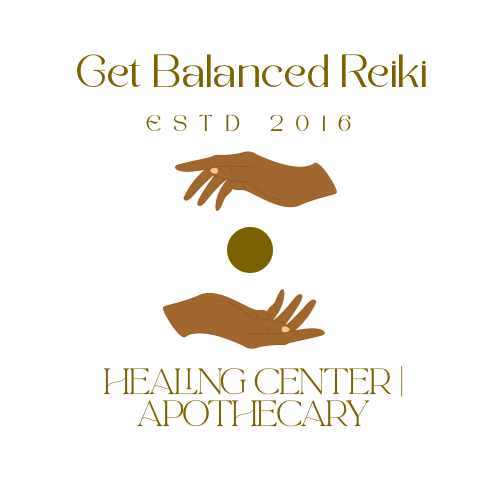 Get Balanced Reiki
ESTD 2016
HEALING CENTER |
APOTHECARY